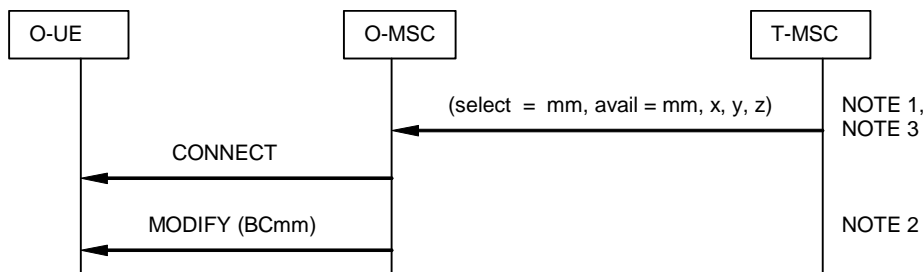 O-UE O-MSC T-MSC
(select = mm, avail = mm, x, y, z) NOTE 1,
NOTE 3
CONNECT
MODIFY (BCmm) NOTE 2